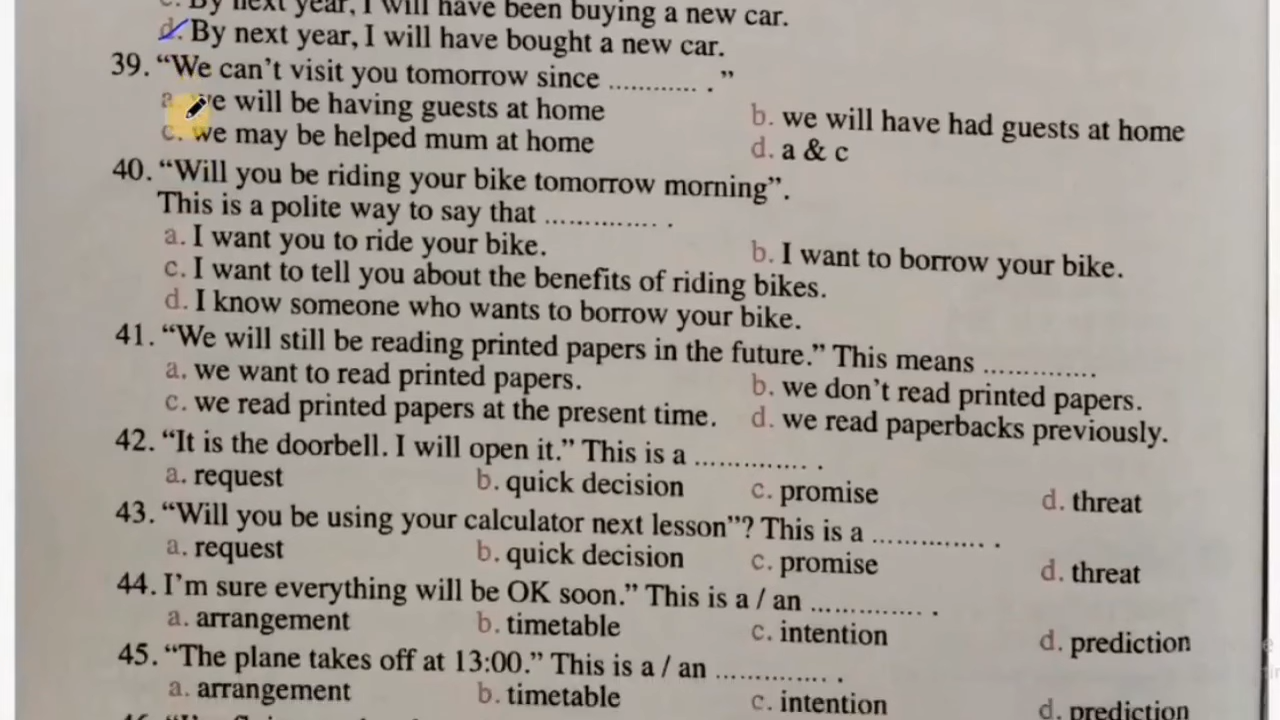 c. By next year, I will have been buying a new car.
d. By next year, I will have bought a new car.
39. “We can’t visit you tomorrow since ............ .”
a. we will be having guests at home b. we will have had guests at home
c. we may be helped mum at home d. a & c
40. “Will you be riding your bike tomorrow morning”.
This is a polite way to say that ............... .
a. I want you to ride your bike. b. I want to borrow your bike.
c. I want to tell you about the benefits of riding bikes.
d. I know someone who wants to borrow your bike.
41. “We will still be reading printed papers in the future.” This means ..............
a. we want to read printed papers. b. we don’t read printed papers.
c. we read printed papers at the present time. d. we read paperbacks previously.
42. “It is the doorbell. I will open it.” This is a .............. .
a. request b. quick decision c. promise d. threat
43. “Will you be using your calculator next lesson”? This is a .............. .
a. request b. quick decision c. promise d. threat
44. I’m sure everything will be OK soon.” This is a / an .............. .
a. arrangement b. timetable c. intention d. prediction
45. “The plane takes off at 13:00.” This is a / an .............. .
a. arrangement b. timetable c. intention d. prediction